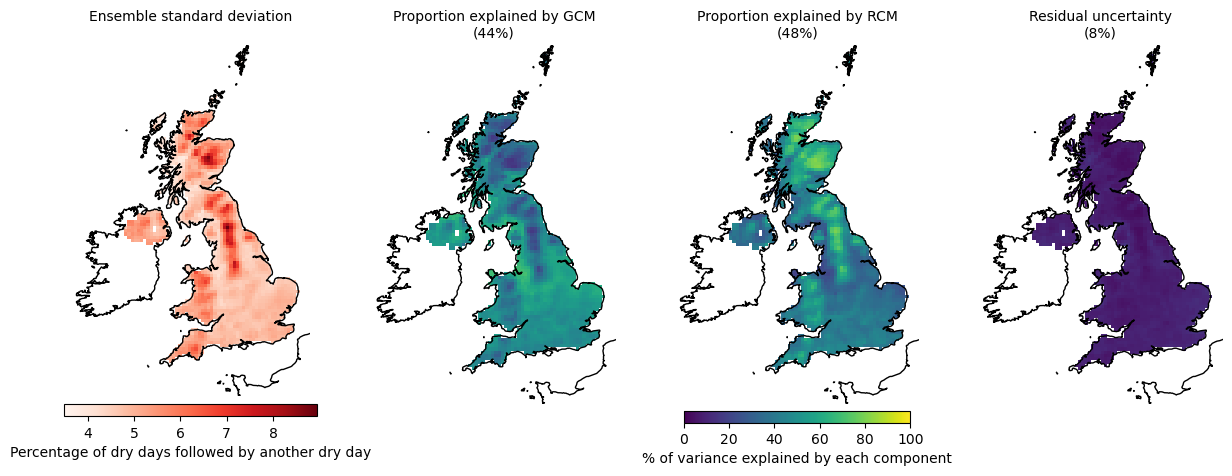 Ensemble standard deviation
Proportion explained by GCM
(44%)
Proportion explained by RCM
(48%)
Residual uncertainty
(8%)
4 5 6 7 8
Percentage of dry days followed by another dry day
0 20 40 60 80 100
% of variance explained by each component